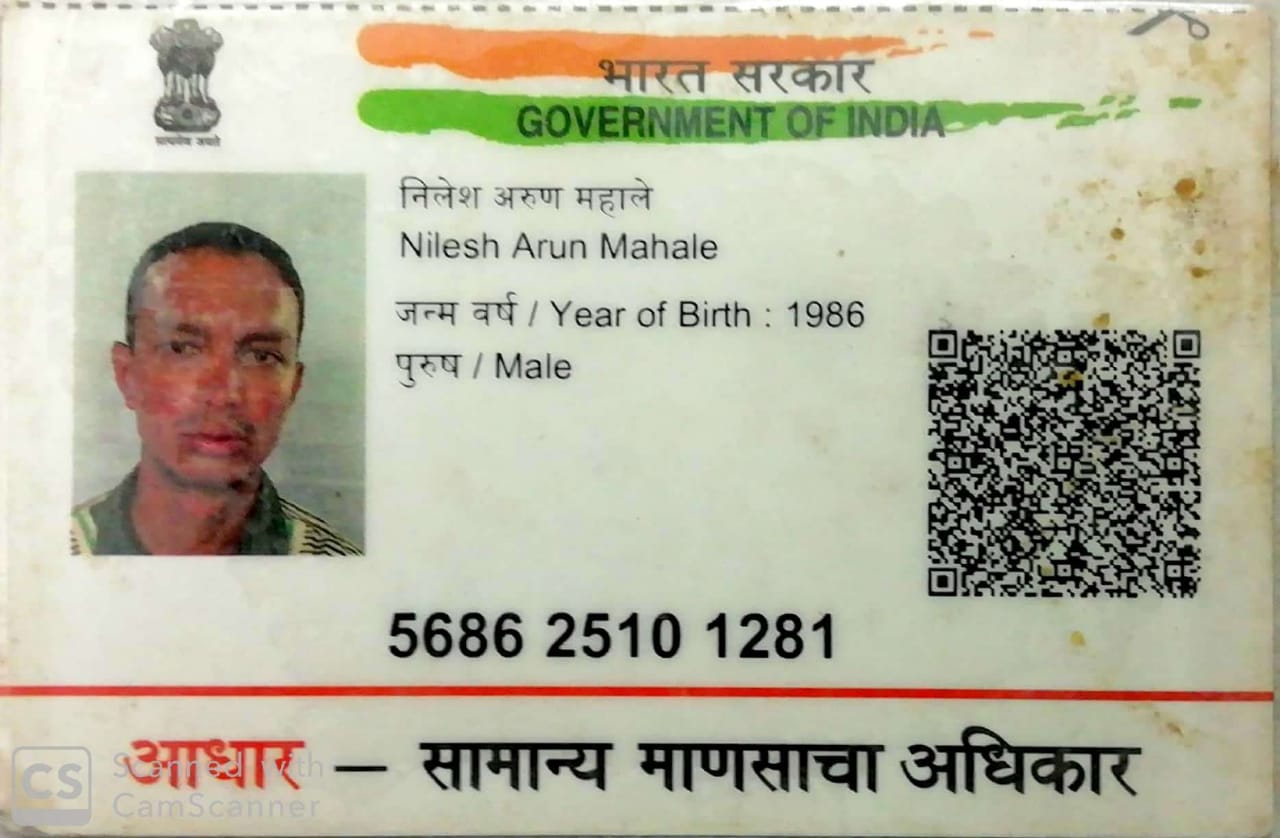 भारत सरकार
GOVERNMENT OF INDIA
सत्यमेव जयते
निलेश अरुण महाले
Nilesh Arun Mahale
जन्म वर्ष / Year of Birth : 1986
पुरुष / Male
5686 2510 1281
आधार — सामान्य माणसाचा अधिकार
CS Scanned with
CamScanner